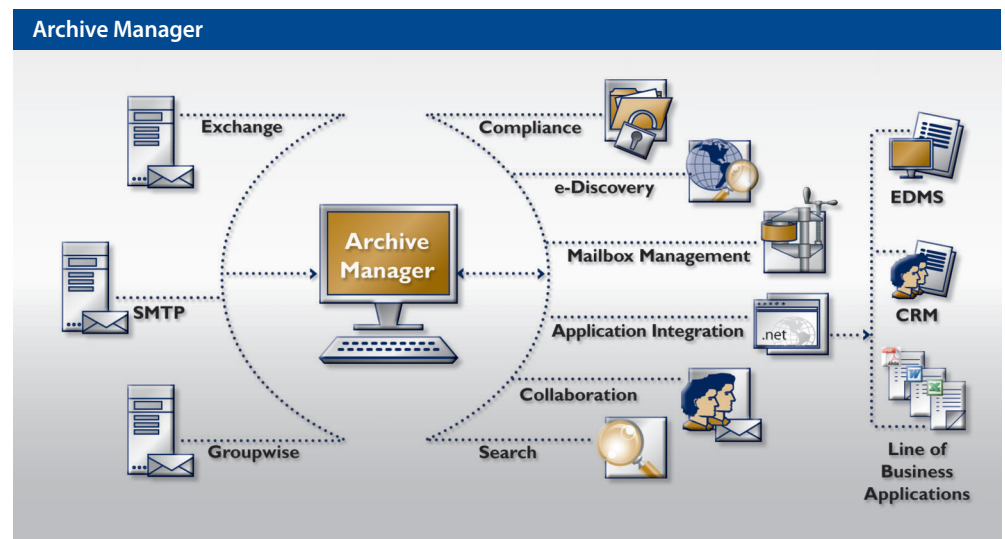 Archive Manager
Exchange
SMTP
Groupwise
Archive
Manager
Compliance
e-Discovery
Mailbox Management
Application Integration
.net
Collaboration
Search
EDMS
CRM
W
X
Line of
Business
Applications